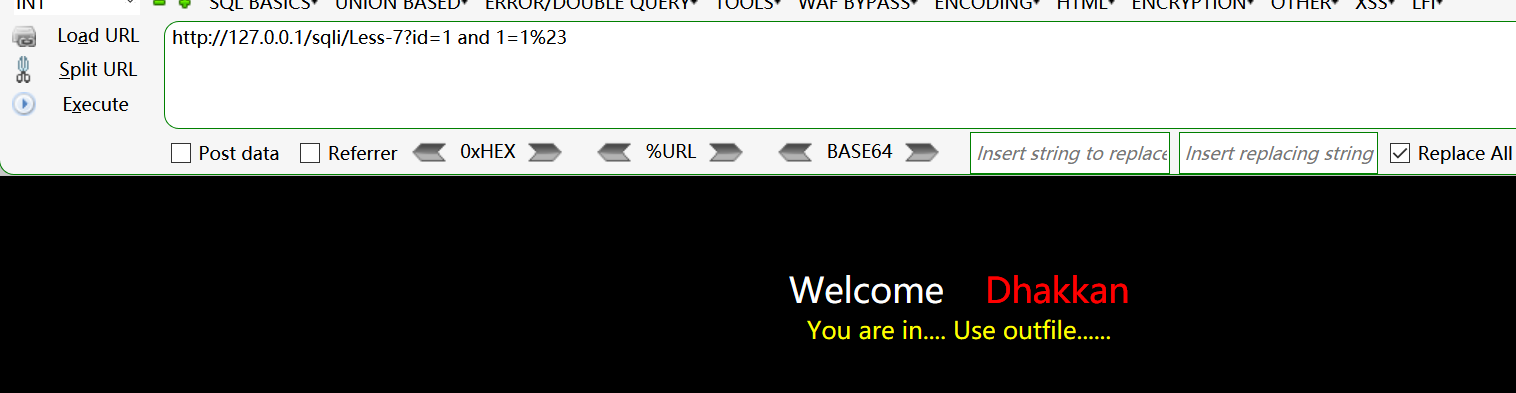 INT SQL BASICS UNION BASED ERROR/DOUBLE QUERY TOOLS WAF BYPASS ENCODING HTML ENCRYPTION OTHER XSS LFI
Load URL
http://127.0.0.1/sqli/Less-7?id=1 and 1=1%23
Split URL
Execute
Post data Referrer 0xHEX %URL BASE64 Insert string to replace Insert replacing string Replace All
Welcome Dhakkan
You are in.... Use outfile......